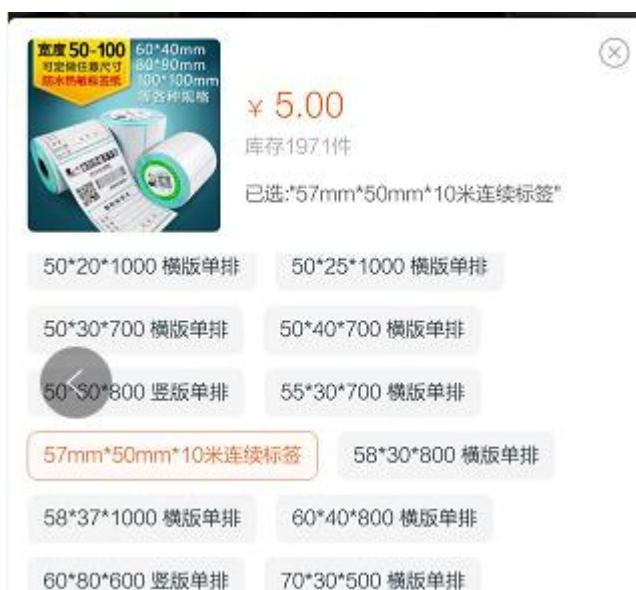 宽度 50-100
可定做任意尺寸
防水热敏标签纸
60*40mm
80*90mm
100*100mm
等各种规格
¥ 5.00
库存1971件
已选:"57mm*50mm*10米连续标签"
50*20*1000 横版单排
50*25*1000 横版单排
50*30*700 横版单排
50*40*700 横版单排
50*60*800 竖版单排
55*30*700 横版单排
57mm*50mm*10米连续标签
58*30*800 横版单排
58*37*1000 横版单排
60*40*800 横版单排
60*80*600 竖版单排
70*30*500 横版单排